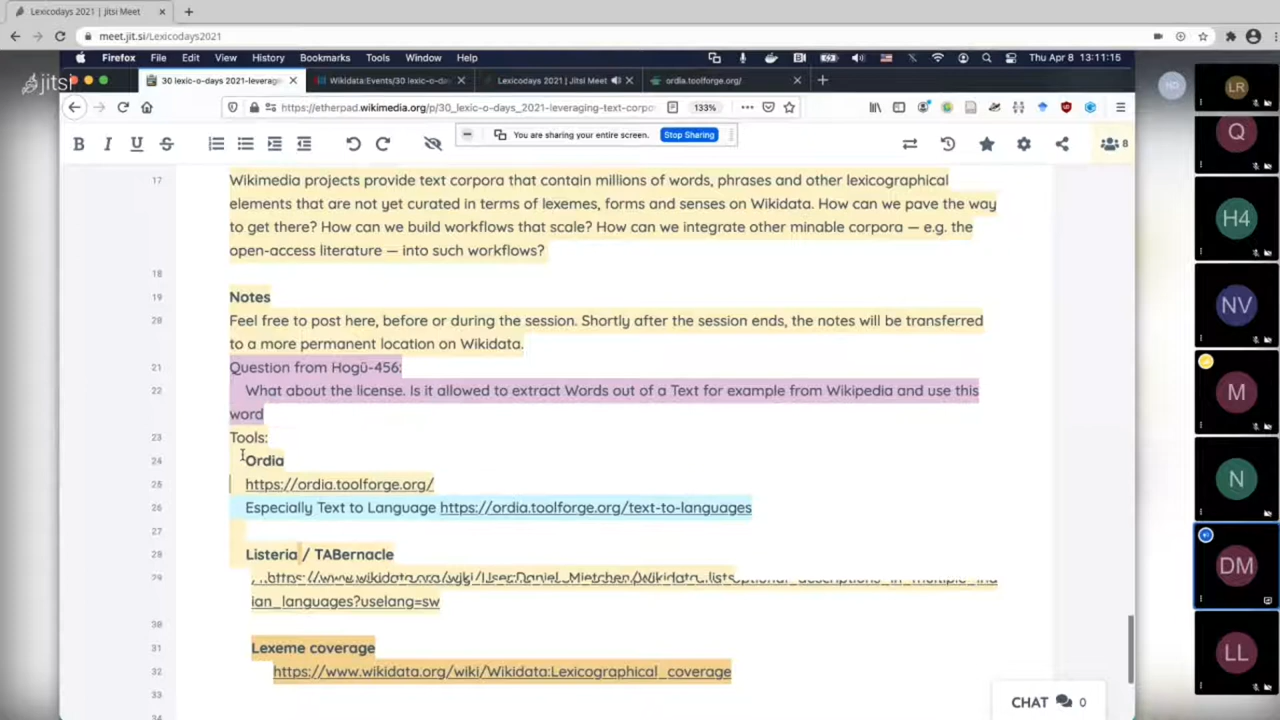 Lexicodays 2021 | Jitsi Meet
meet.jit.si/Lexicodays2021
Firefox File Edit View History Bookmarks Tools Window Help Thu Apr 8 13:11:15
jitsi
30 lexic-o-days 2021-leverag Wikidata:Events/30 lexic-o-da Lexicodays 2021 | Jitsi Meet ordia.toolforge.org/
https://etherpad.wikimedia.org/p/30_lexic-o-days_2021-leveraging-text-corpo 133%
You are sharing your entire screen. Stop Sharing
B I U S 8
17 Wikimedia projects provide text corpora that contain millions of words, phrases and other lexicographical
elements that are not yet curated in terms of lexemes, forms and senses on Wikidata. How can we pave the way
to get there? How can we build workflows that scale? How can we integrate other minable corpora — e.g. the
open-access literature — into such workflows?
18
19 Notes
20 Feel free to post here, before or during the session. Shortly after the session ends, the notes will be transferred
to a more permanent location on Wikidata.
21 Question from Hogü-456:
22 What about the license. Is it allowed to extract Words out of a Text for example from Wikipedia and use this
word
23 Tools:
24 Ordia
25 https://ordia.toolforge.org/
26 Especially Text to Language https://ordia.toolforge.org/text-to-languages
27
28 Listeria / TABernacle
29
ian_languages?uselang=sw
30
31 Lexeme coverage
32 https://www.wikidata.org/wiki/Wikidata:Lexicographical_coverage
33
34
CHAT 0
HD
LR
Q
H4
NV
M
N
DM
LL